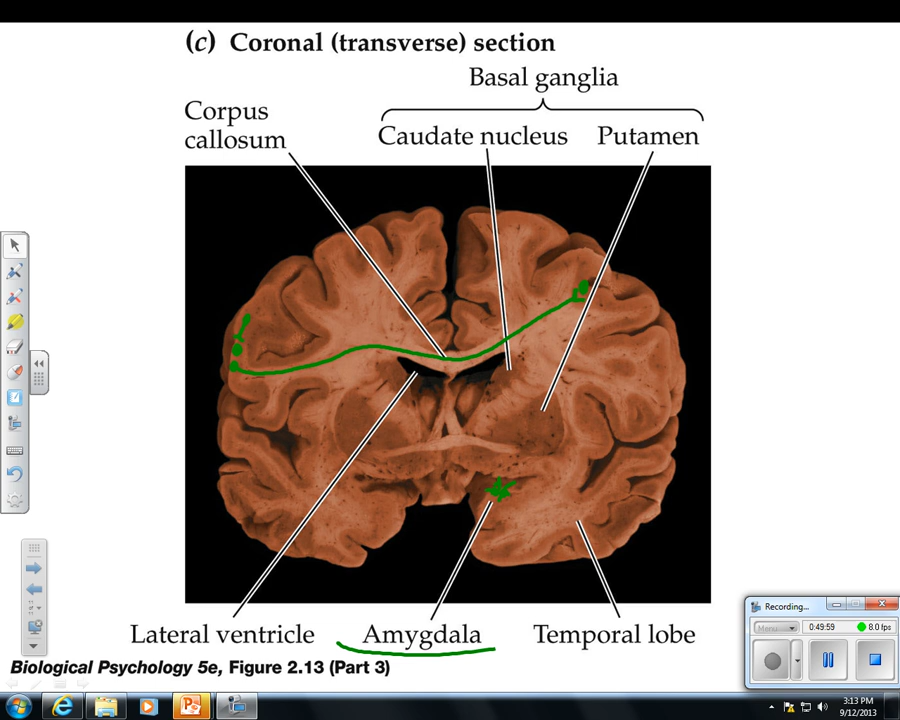 (c) Coronal (transverse) section
Basal ganglia
Corpus
callosum
Caudate nucleus
Putamen
Lateral ventricle
Amygdala
Temporal lobe
Biological Psychology 5e, Figure 2.13 (Part 3)
Recording...
Menu...
0:49:59
8.0 fps
3:13 PM
9/12/2013